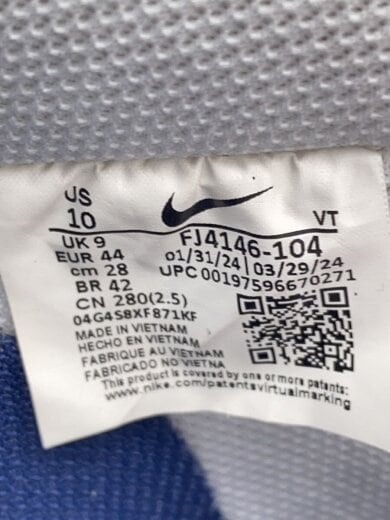 US
10
VT
UK 9
FJ4146-104
EUR 44
01/31/24 | 03/29/24
cm 28
UPC 00197596670271
BR 42
CN 280(2.5)
04G4S8XF871KF
MADE IN VIETNAM
HECHO EN VIETNAM
FABRIQUE AU VIETNAM
FABRICADO NO VIETNA
This product is covered by one or more patents:
www.nike.com/patentsvirtualmarking